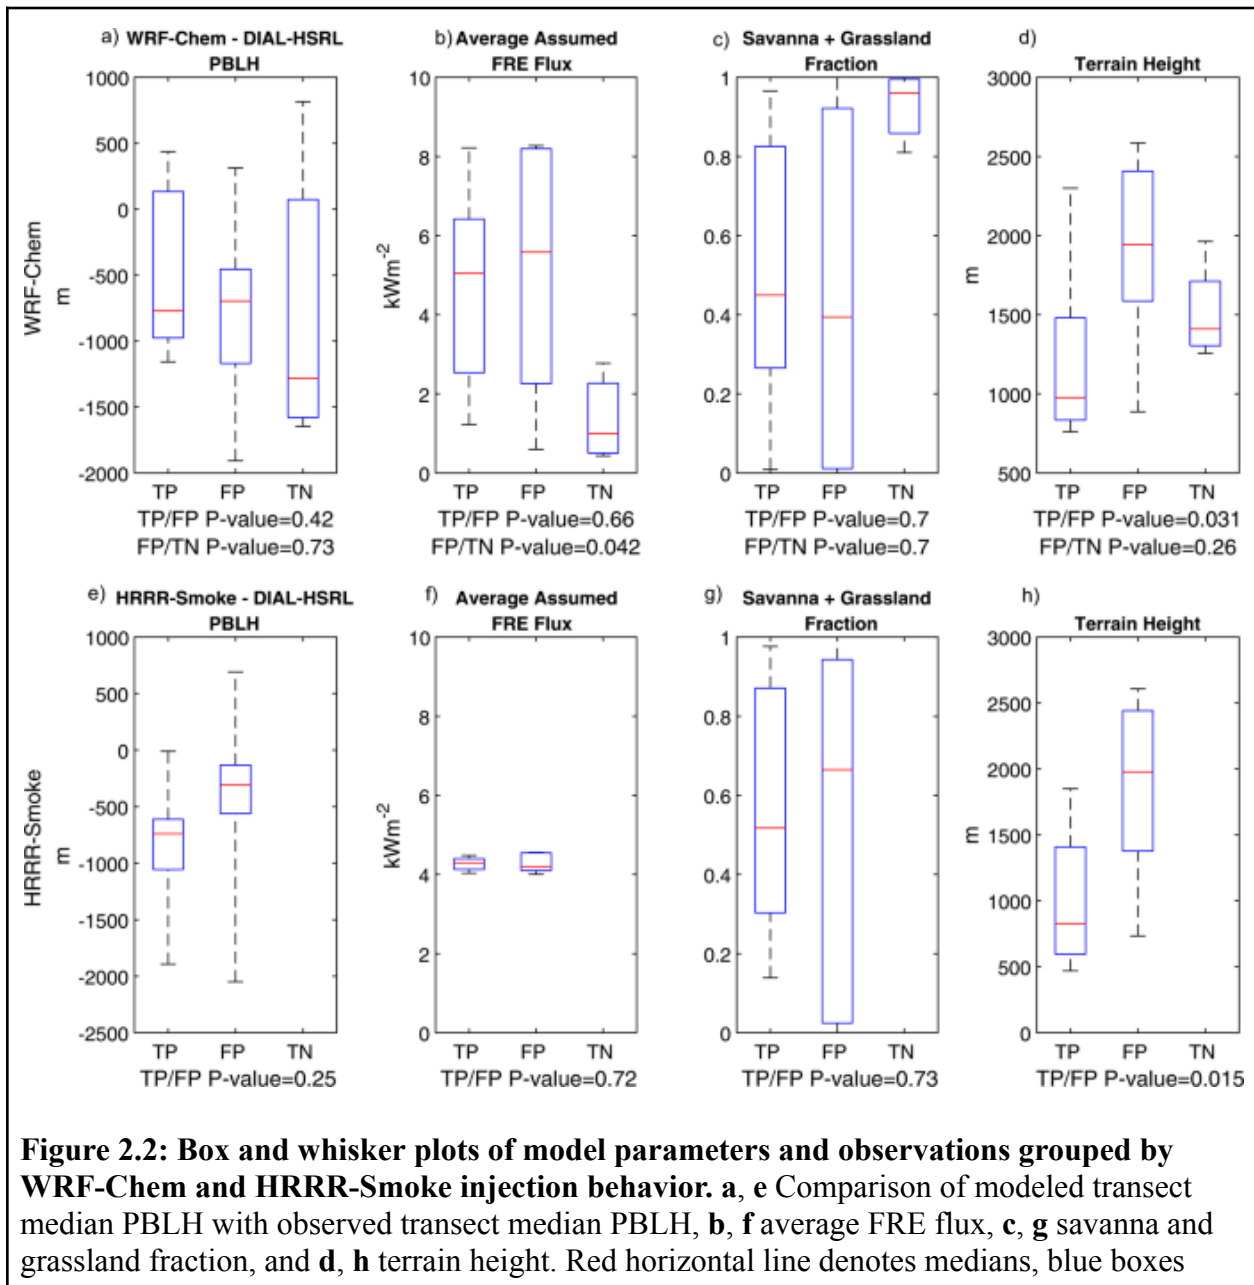 a) WRF-Chem - DIAL-HSRL
PBLH
b) Average Assumed
FRE Flux
c) Savanna + Grassland
Fraction
d)
Terrain Height
WRF-Chem
m
1000
500
0
-500
-1000
-1500
-2000
TP FP TN
TP/FP P-value=0.42
FP/TN P-value=0.73
kWm-2
10
8
6
4
2
0
TP FP TN
TP/FP P-value=0.66
FP/TN P-value=0.042
1
0.8
0.6
0.4
0.2
0
TP FP TN
TP/FP P-value=0.7
FP/TN P-value=0.7
m
3000
2500
2000
1500
1000
500
TP FP TN
TP/FP P-value=0.031
FP/TN P-value=0.26
e) HRRR-Smoke - DIAL-HSRL
PBLH
f) Average Assumed
FRE Flux
g) Savanna + Grassland
Fraction
h)
Terrain Height
HRRR-Smoke
m
1000
500
0
-500
-1000
-1500
-2000
-2500
TP FP TN
TP/FP P-value=0.25
kWm-2
10
8
6
4
2
0
TP FP TN
TP/FP P-value=0.72
1
0.8
0.6
0.4
0.2
0
TP FP TN
TP/FP P-value=0.73
m
3000
2500
2000
1500
1000
500
0
TP FP TN
TP/FP P-value=0.015
Figure 2.2: Box and whisker plots of model parameters and observations grouped by
WRF-Chem and HRRR-Smoke injection behavior. a, e Comparison of modeled transect
median PBLH with observed transect median PBLH, b, f average FRE flux, c, g savanna and
grassland fraction, and d, h terrain height. Red horizontal line denotes medians, blue boxes